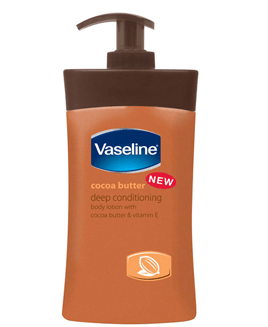 Vaseline
cocoa butter
NEW
deep conditioning
body lotion with
cocoa butter & vitamin E